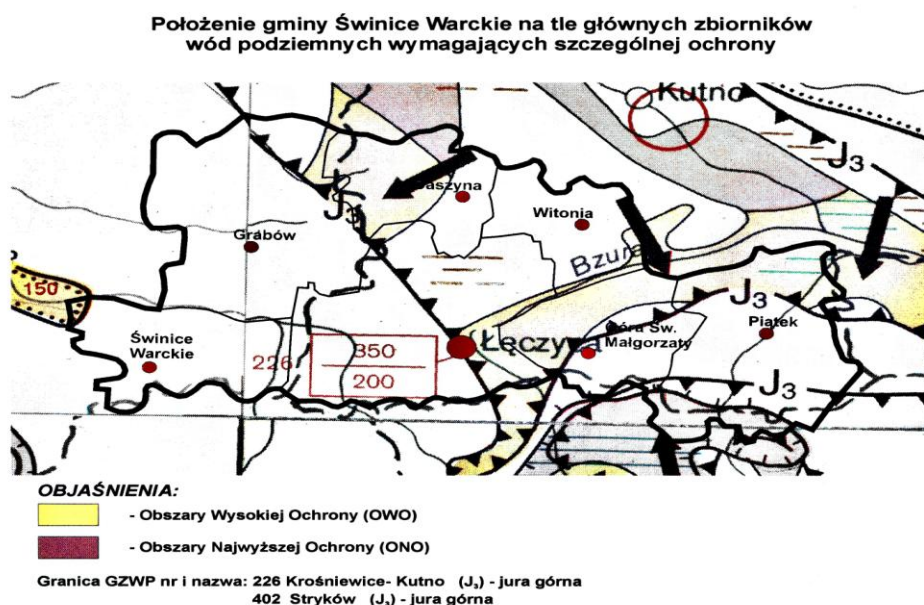 Położenie gminy Świnice Warckie na tle głównych zbiorników
wód podziemnych wymagających szczególnej ochrony
Kutno
J₃
J₃
Daszyna
Witonia
Grabów
Bzura
150
J₃
Świnice
Warckie
226
350
200
Łęczyca
Góra Św.
Małgorzaty
Piątek
J₃
OBJAŚNIENIA:
- Obszary Wysokiej Ochrony (OWO)
- Obszary Najwyższej Ochrony (ONO)
Granica GZWP nr i nazwa: 226 Krośniewice- Kutno (J₃) - jura górna
402 Stryków (J₃) - jura górna